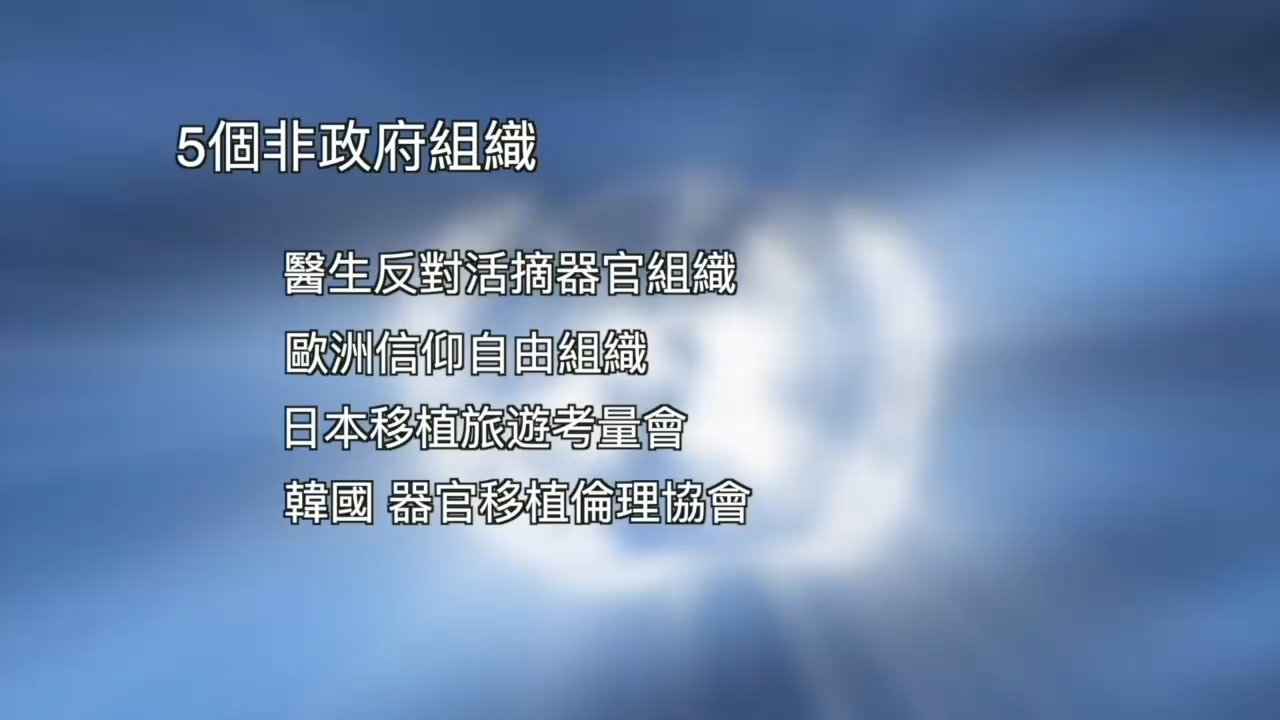 5個非政府組織
醫生反對活摘器官組織
歐洲信仰自由組織
日本移植旅遊考量會
韓國 器官移植倫理協會